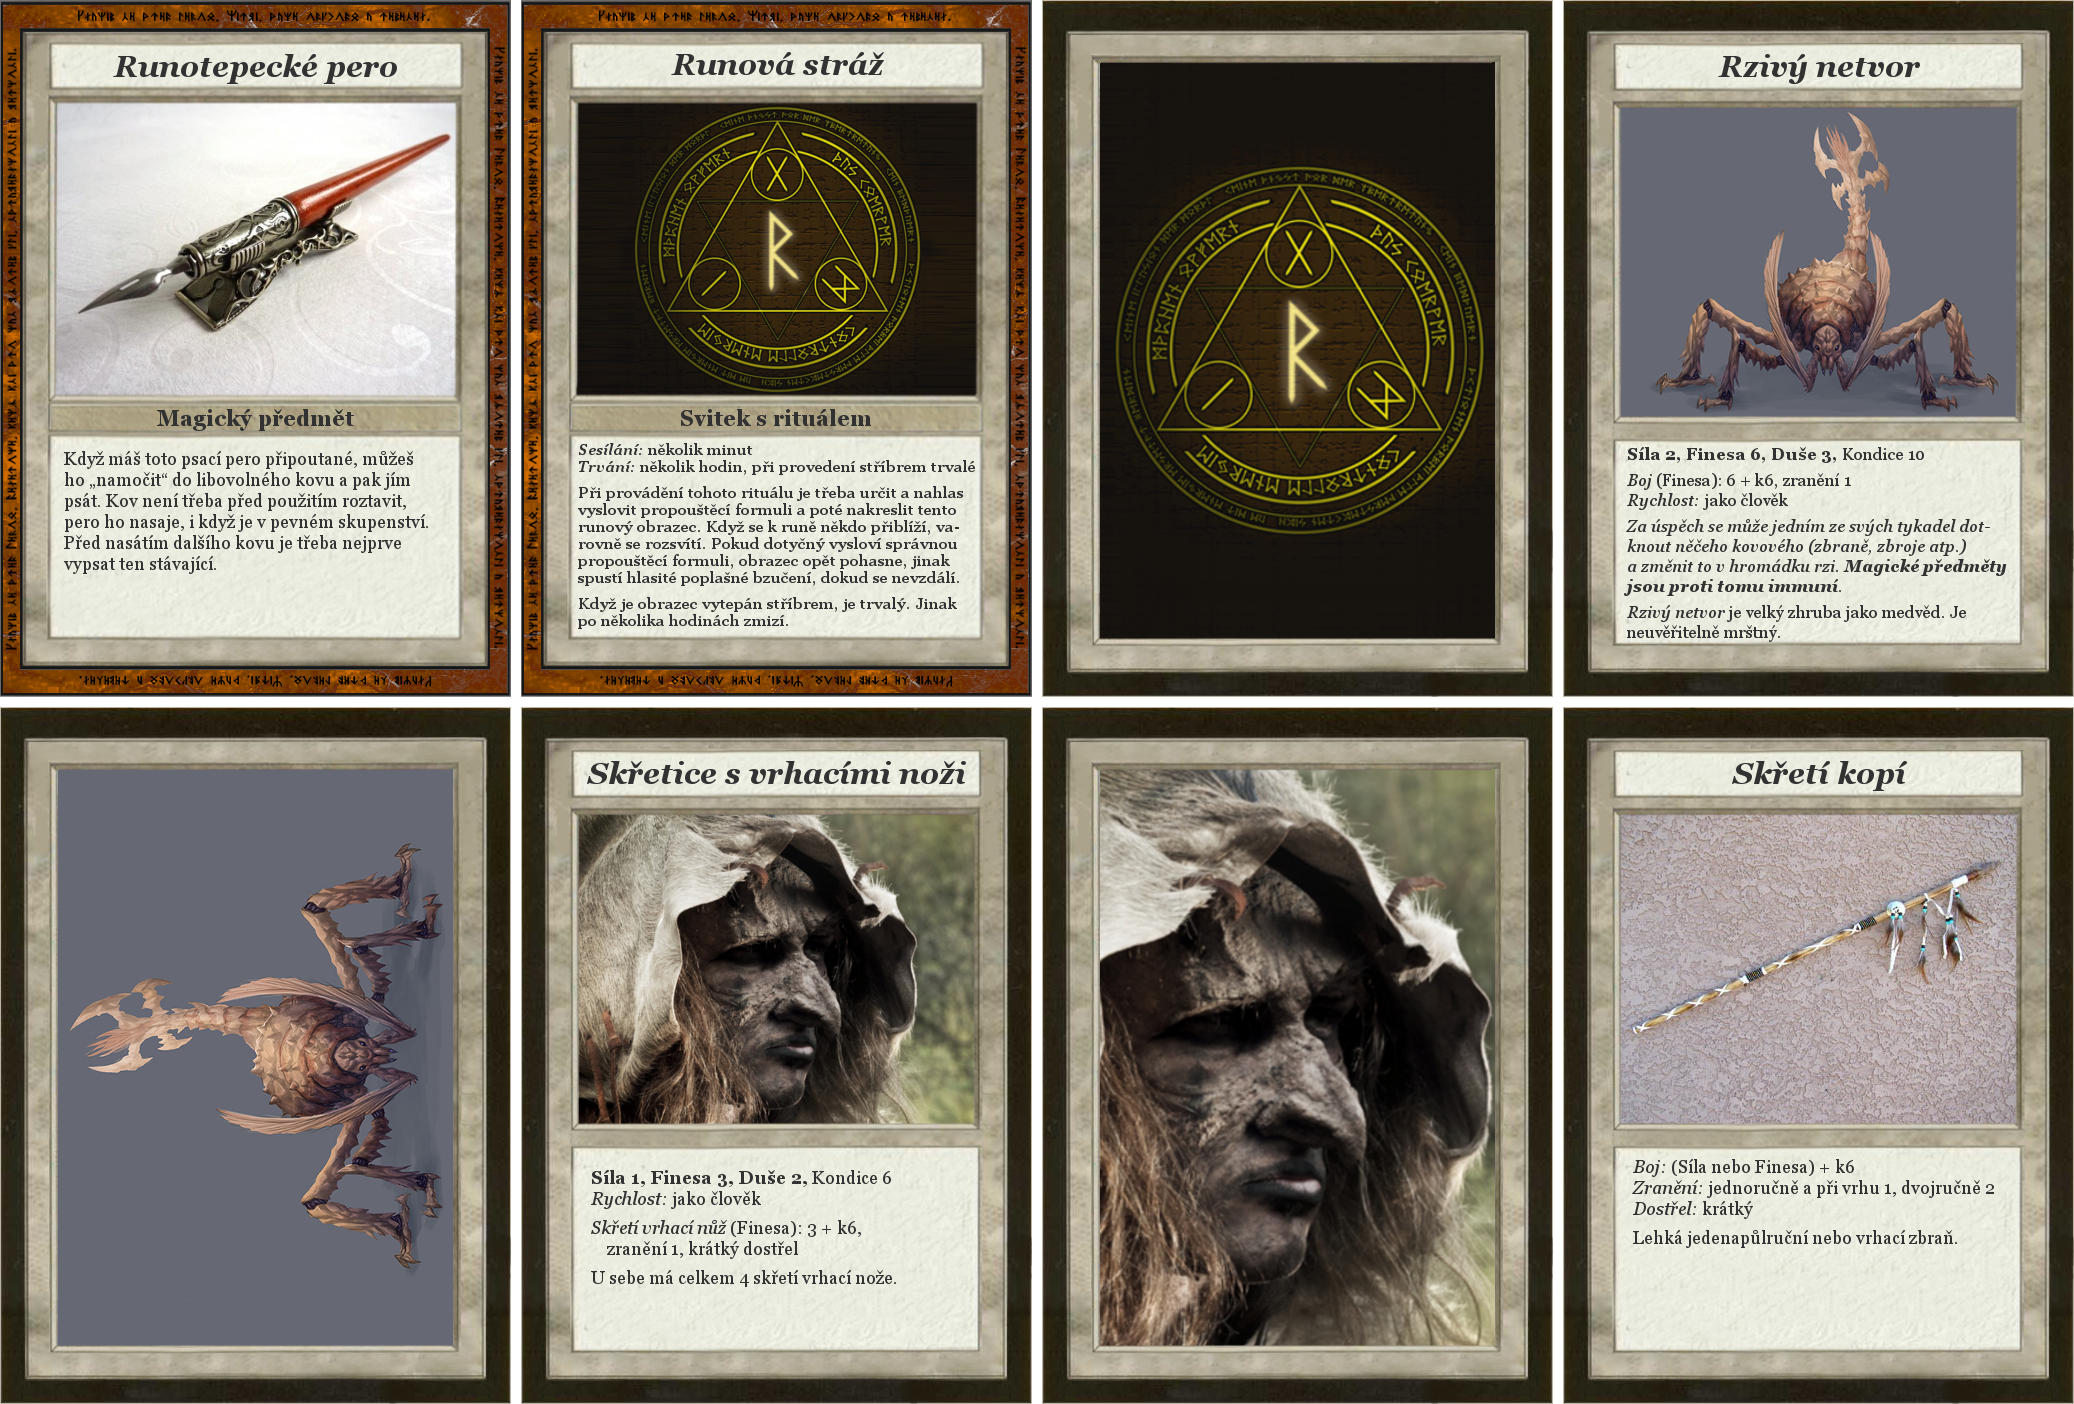 Runotepecké pero
Magický předmět
Když máš toto psací pero připoutané, můžeš
ho „namočit“ do libovolného kovu a pak jím
psát. Kov není třeba před použitím roztavit,
pero ho nasaje, i když je v pevném skupenství.
Před nasátím dalšího kovu je třeba nejprve
vypsat ten stávající.
Runová stráž
Svitek s rituálem
Sesílání: několik minut
Trvání: několik hodin, při provedení stříbrem trvalé
Při provádění tohoto rituálu je třeba určit a nahlas
vyslovit propouštěcí formuli a poté nakreslit tento
runový obrazec. Když se k runě někdo přiblíží, va-
rovně se rozsvítí. Pokud dotyčný vysloví správnou
propouštěcí formuli, obrazec opět pohasne, jinak
spustí hlasité poplašné bzučení, dokud se nevzdálí.
Když je obrazec vytepán stříbrem, je trvalý. Jinak
po několika hodinách zmizí.
Rzivý netvor
Síla 2, Finesa 6, Duše 3, Kondice 10
Boj (Finesa): 6 + k6, zranění 1
Rychlost: jako člověk
Za úspěch se může jedním ze svých tykadel dot-
knout něčeho kovového (zbraně, zbroje atp.)
a změnit to v hromádku rzi. Magické předměty
jsou proti tomu immuní.
Rzivý netvor je velký zhruba jako medvěd. Je
neuvěřitelně mrštný.
Skřetice s vrhacími noži
Síla 1, Finesa 3, Duše 2, Kondice 6
Rychlost: jako člověk
Skřetí vrhací nůž (Finesa): 3 + k6,
zranění 1, krátký dostřel
U sebe má celkem 4 skřetí vrhací nože.
Skřetí kopí
Boj: (Síla nebo Finesa) + k6
Zranění: jednoručně a při vrhu 1, dvojručně 2
Dostřel: krátký
Lehká jedenapůlruční nebo vrhací zbraň.